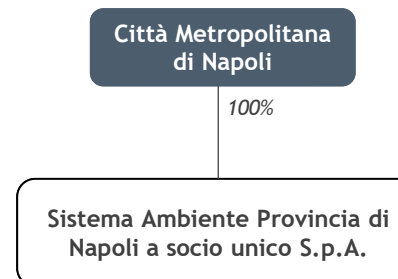 Città Metropolitana
di Napoli
100%
Sistema Ambiente Provincia di
Napoli a socio unico S.p.A.